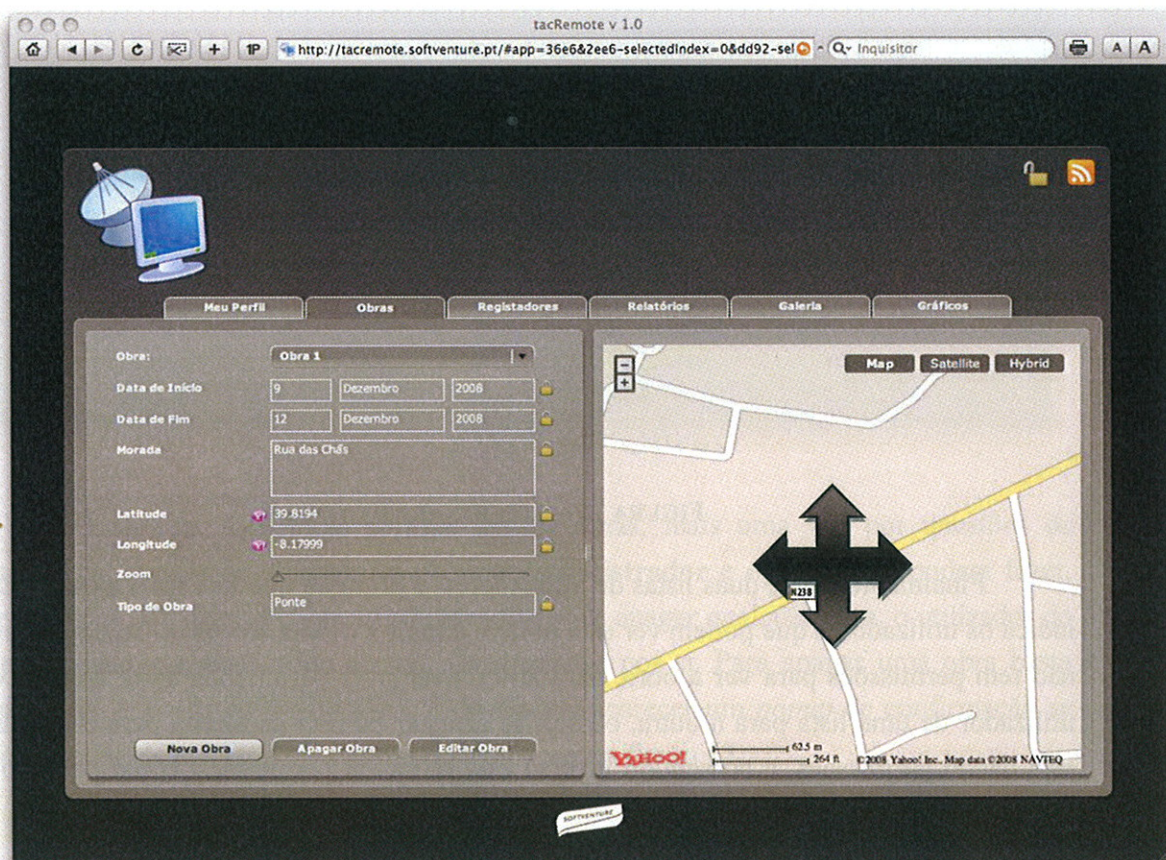 tacRemote v 1.0
1P http://tacremote.softventure.pt/#app=36e6&2ee6-selectedIndex=0&dd92-sel Inquisitor A A
Meu Perfil Obras Registadores Relatórios Galeria Gráficos
Obra: Obra 1
Data de Início 9 Dezembro 2008
Data de Fim 12 Dezembro 2008
Morada Rua das Chãs
Latitude 39.8194
Longitude -8.17999
Zoom
Tipo de Obra Ponte
Nova Obra Apagar Obra Editar Obra
Map Satellite Hybrid
N238
YAHOO! 62.5 m
264 ft ©2008 Yahoo! Inc., Map data ©2008 NAVTEQ
SOFTVENTURE